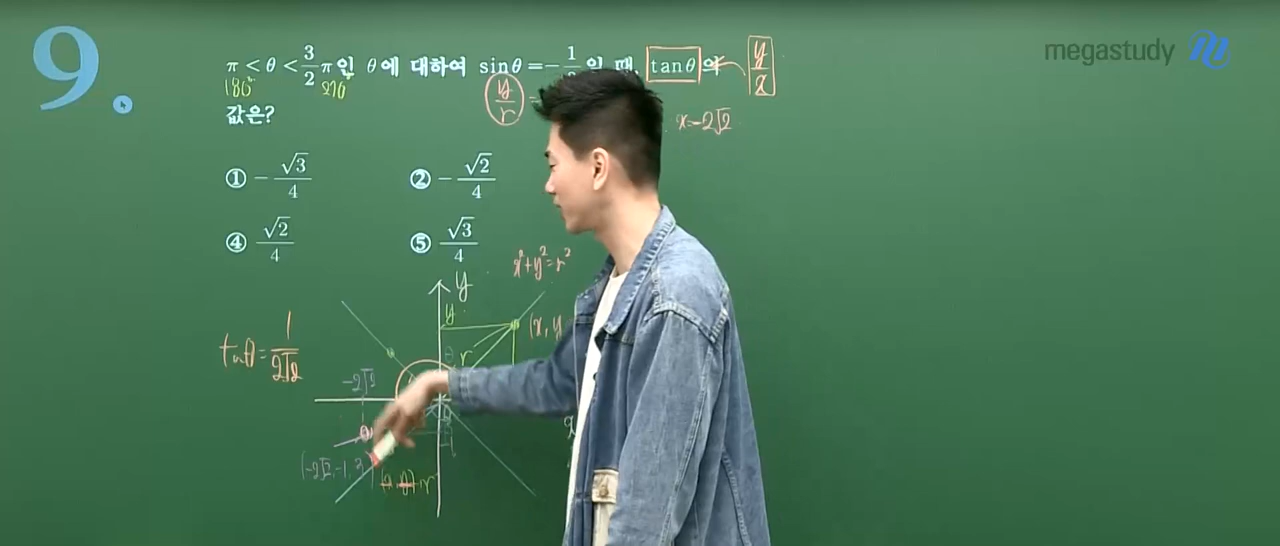 9.
megastudy
π < θ < 3/2 π인 θ에 대하여 sinθ = - 1 일 때, tanθ의
180° 270°
값은?
y/r =
y/x
x=-2√2
① - √3/4
② - √2/4
④ √2/4
⑤ √3/4
x²+y²=r²
y
y
(x, y
r
tanθ = 1/2√2
-2√2
-1
(-2√2, -1, 3)
r